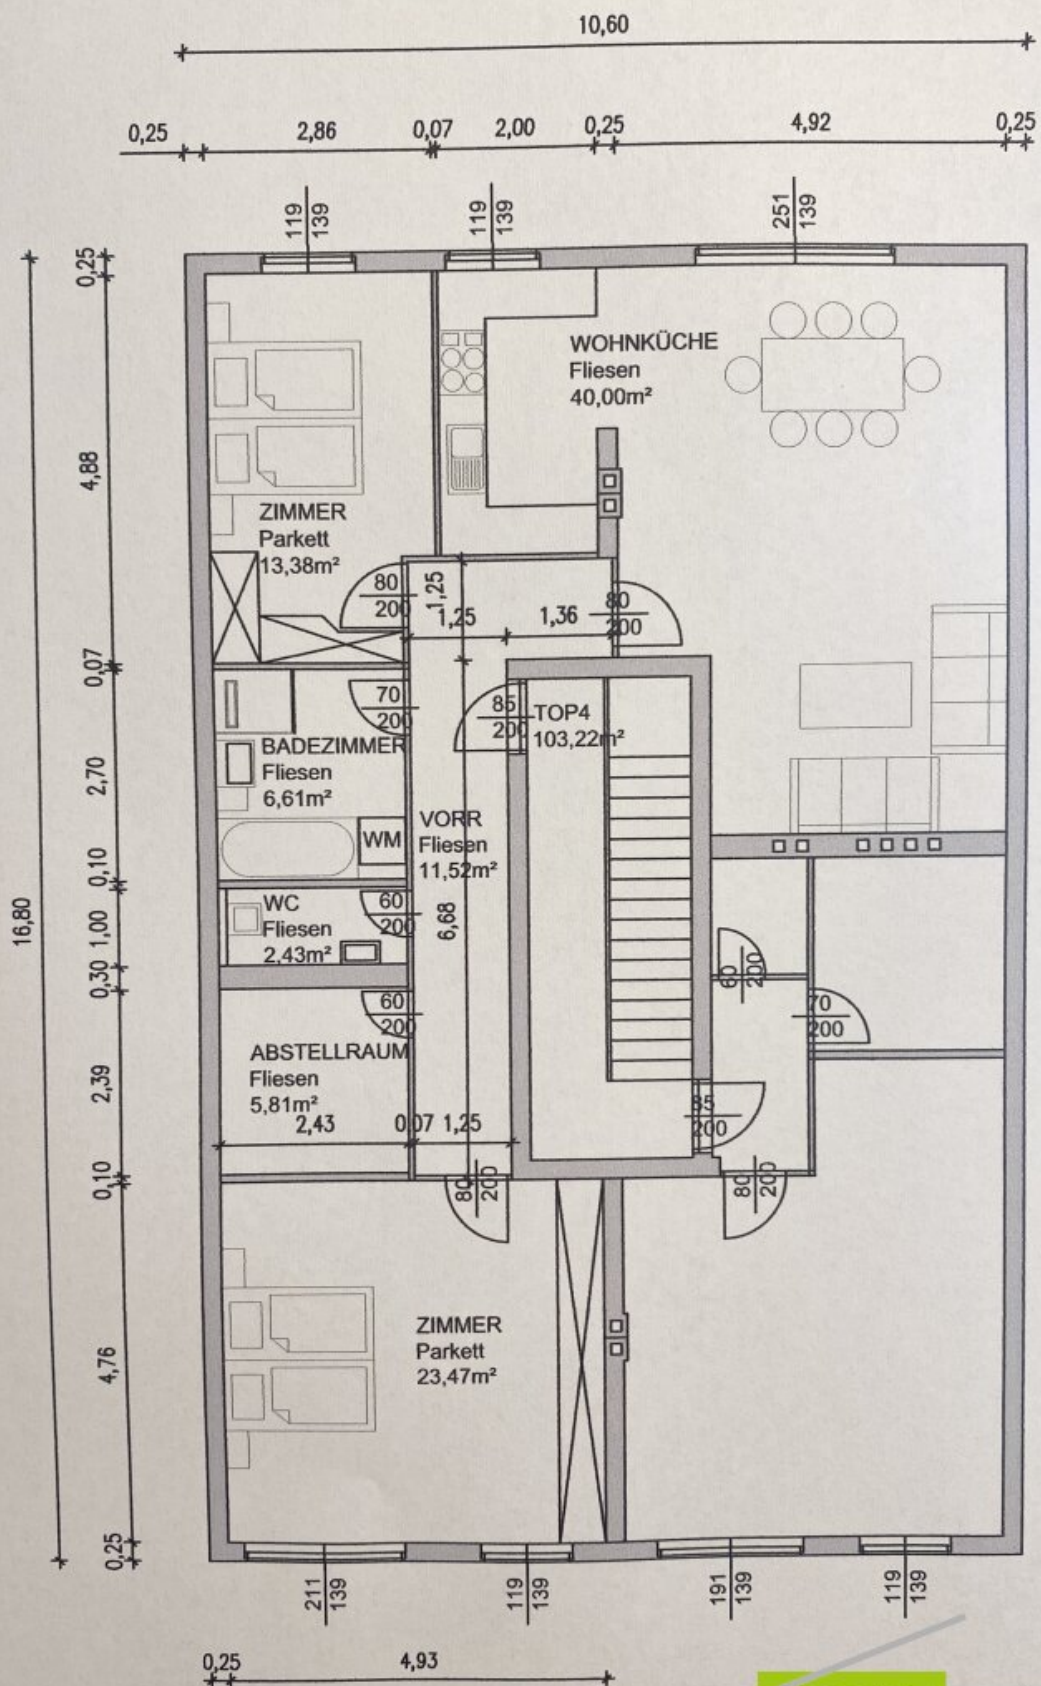 10,60
0,25 2,86 0,07 2,00 0,25 4,92 0,25
119
139
119
139
251
139
16,80
0,25
4,88
0,07
2,70
0,10
1,00
0,30
2,39
0,10
4,76
0,25
WOHNKÜCHE
Fliesen
40,00m²
ZIMMER
Parkett
13,38m²
80
200
1,25
1,25
1,36
80
200
70
200
85
200
TOP4
103,22m²
BADEZIMMER
Fliesen
6,61m²
WM
VORR
Fliesen
11,52m²
6,68
WC
Fliesen
2,43m²
60
200
60
200
70
200
60
200
ABSTELLRAUM
Fliesen
5,81m²
2,43 0,07 1,25
85
200
80
200
80
200
ZIMMER
Parkett
23,47m²
211
139
119
139
191
139
119
139
0,25 4,93